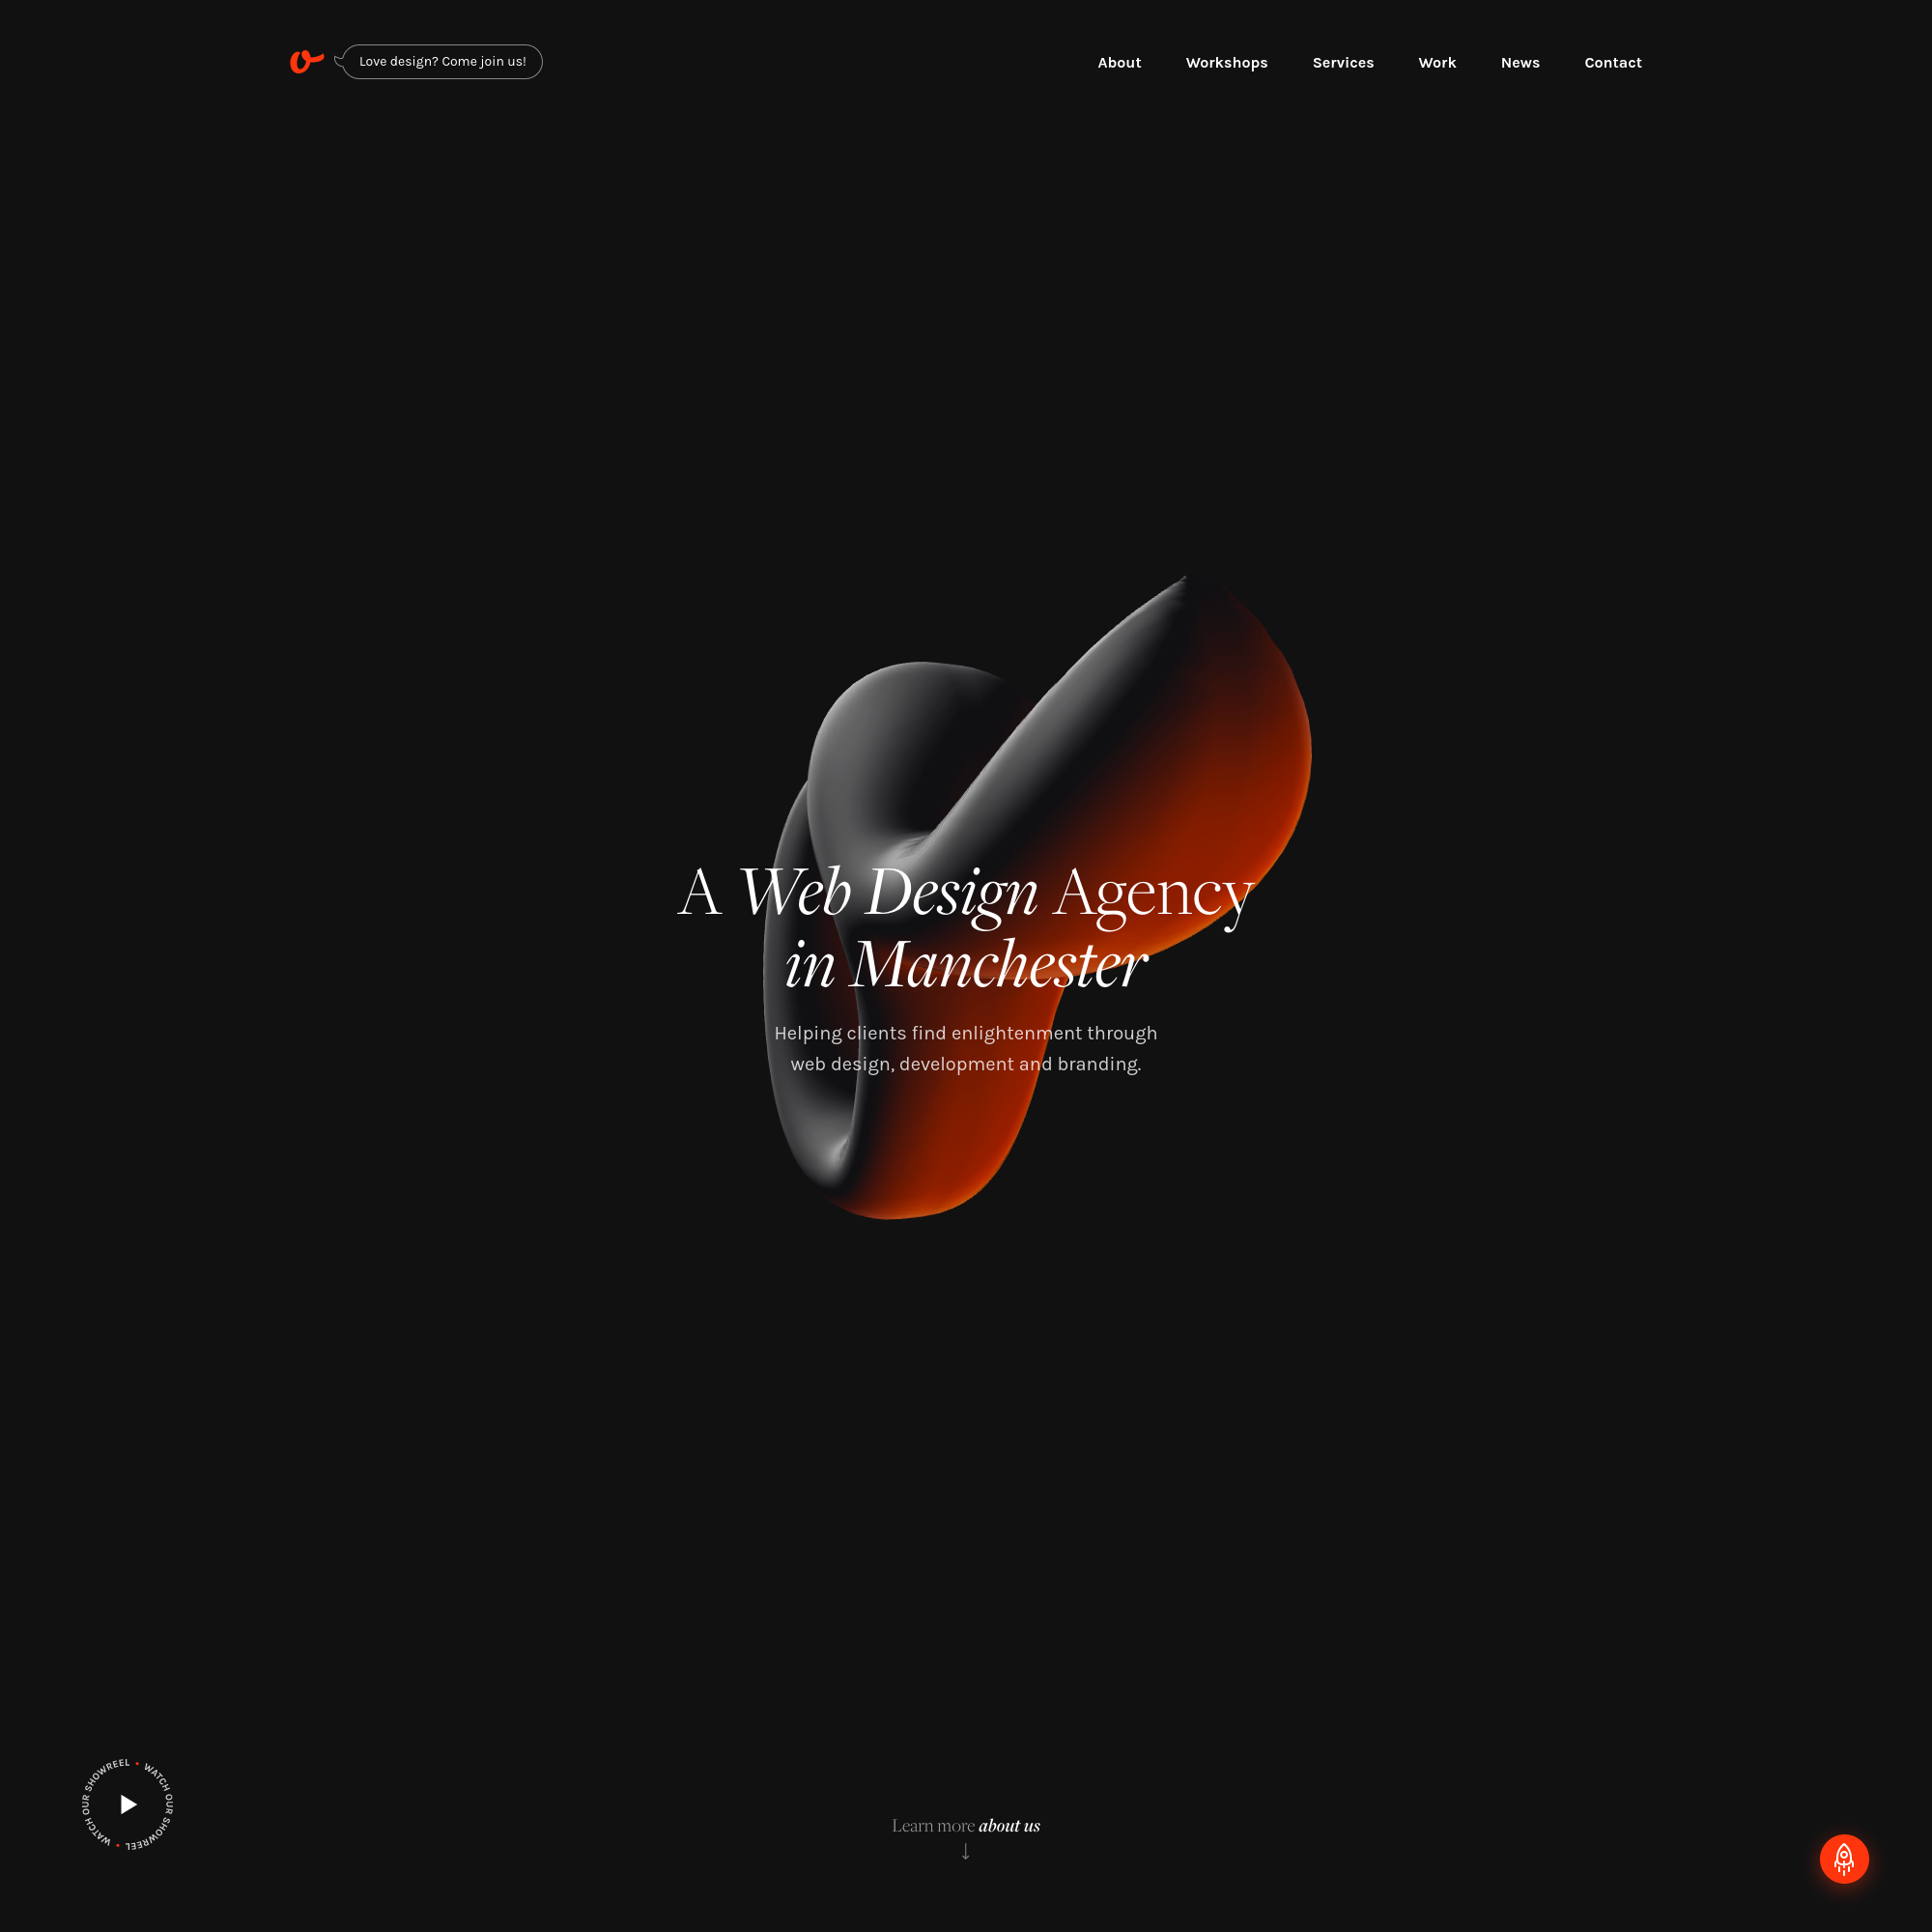 Love design? Come join us!
About Workshops Services Work News Contact
A Web Design Agency
in Manchester
Helping clients find enlightenment through
web design, development and branding.
WATCH OUR SHOWREEL • WATCH OUR SHOWREEL •
Learn more about us